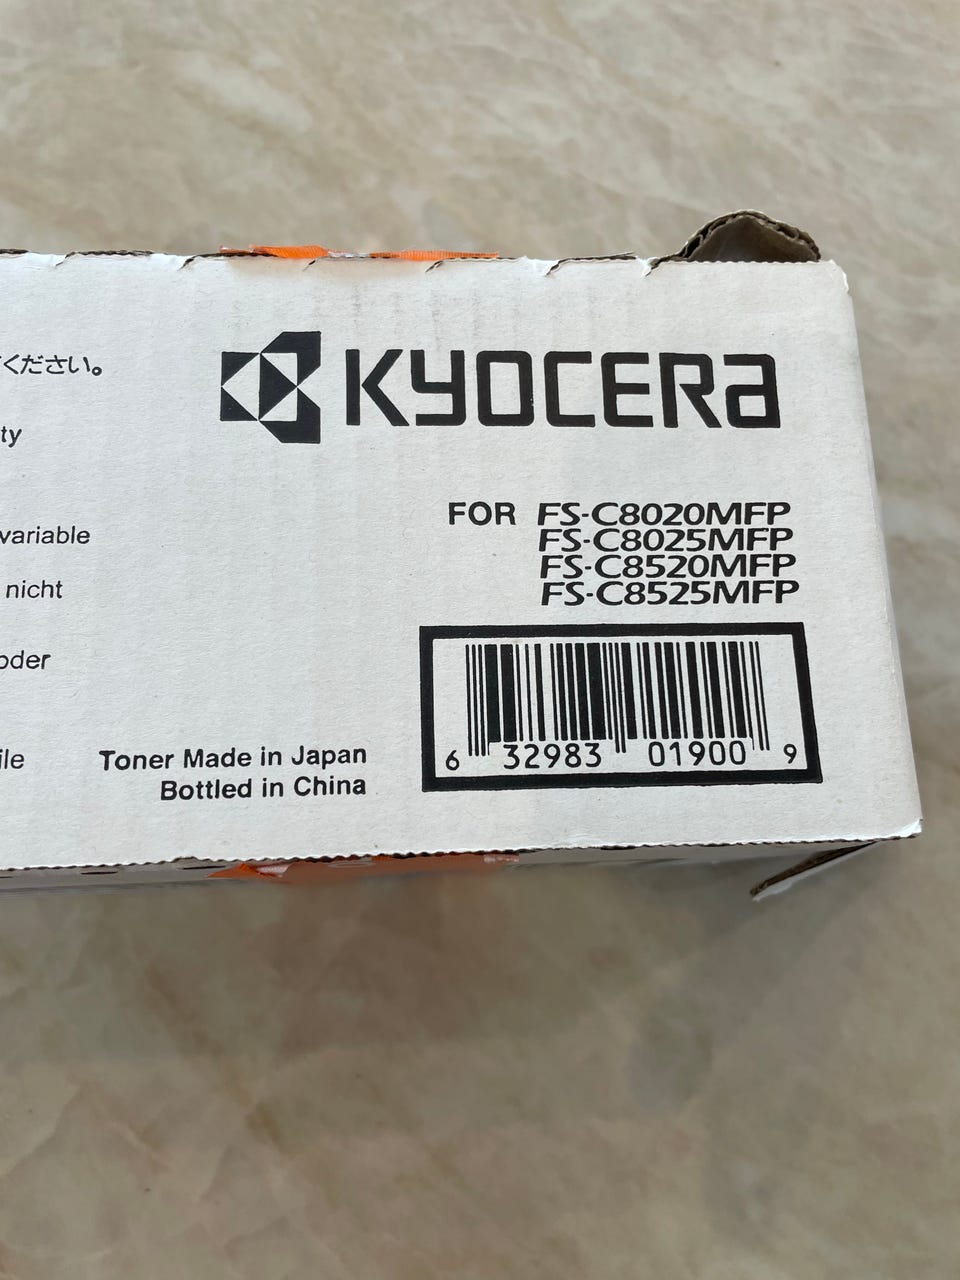 ください。
ty
variable
nicht
oder
ile
KYOCERA
FOR FS-C8020MFP
FS-C8025MFP
FS-C8520MFP
FS-C8525MFP
6 32983 01900 9
Toner Made in Japan
Bottled in China